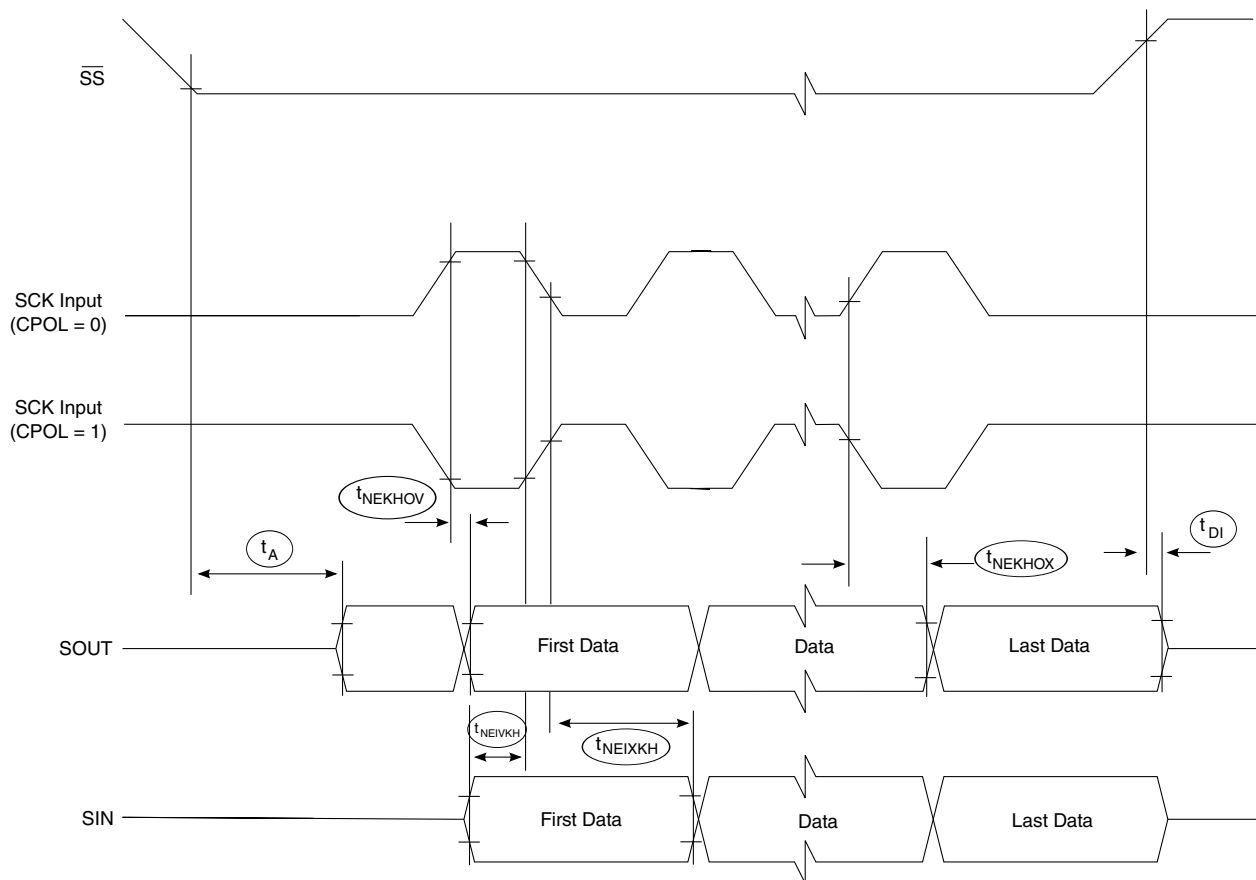 SS
SCK Input
(CPOL = 0)
SCK Input
(CPOL = 1)
tNEKHOV
tA
tDI
tNEKHOX
SOUT
First Data
Data
Last Data
tNEIVKH
tNEIXKH
SIN
First Data
Data
Last Data